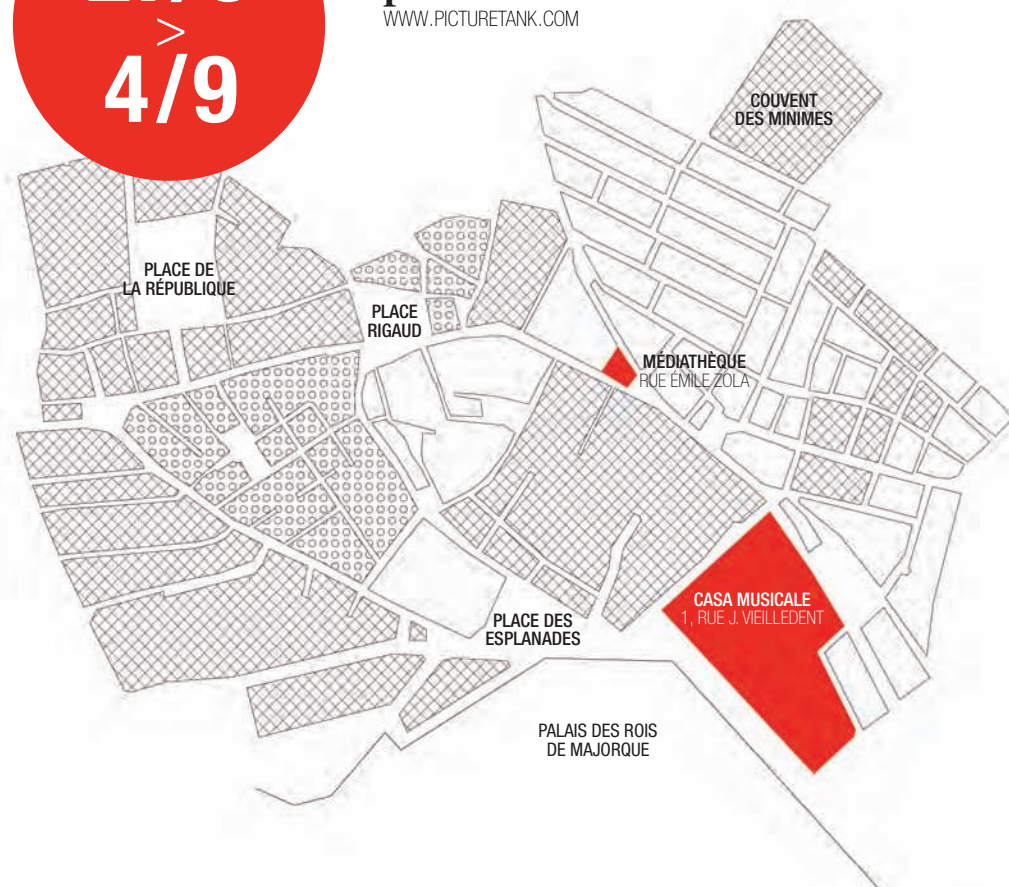 >
4/9
WWW.PICTURETANK.COM
COUVENT
DES MINIMES
PLACE DE
LA RÉPUBLIQUE
PLACE
RIGAUD
MÉDIATHÈQUE
RUE ÉMILE ZOLA
CASA MUSICALE
1, RUE J. VIEILLEDENT
PLACE DES
ESPLANADES
PALAIS DES ROIS
DE MAJORQUE